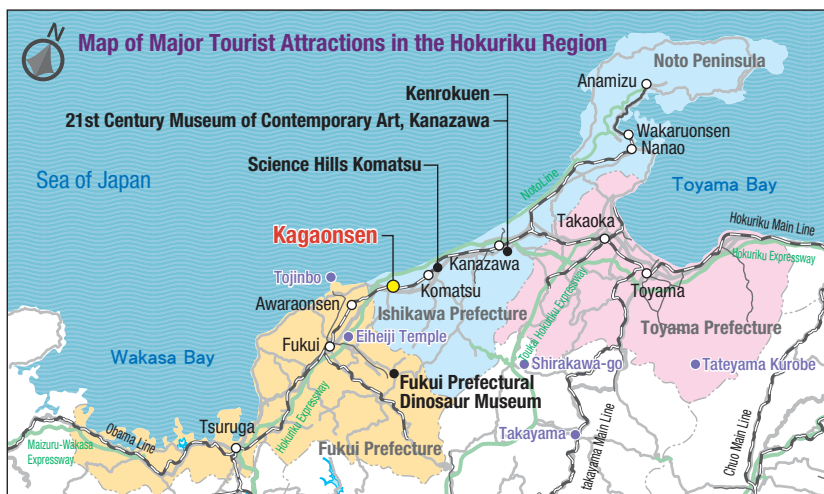 N
Map of Major Tourist Attractions in the Hokuriku Region
Noto Peninsula
Anamizu
Kenrokuen
21st Century Museum of Contemporary Art, Kanazawa
Wakaruonsen
Nanao
Science Hills Komatsu
Sea of Japan
NotoLine
Toyama Bay
Kagaonsen
Takaoka
Hokuriku Main Line
Hokuriku Expressway
Kanazawa
Tojinbo
Komatsu
Toyama
Awaraonsen
Ishikawa Prefecture
Toyama Prefecture
Eiheiji Temple
Fukui
Touka Hokuriku Expressway
Wakasa Bay
Shirakawa-go
Tateyama Kurobe
Fukui Prefectural
Dinosaur Museum
Tsuruga
Hokuriku Expressway
Obama Line
Maizuru-Wakasa
Expressway
Fukui Prefecture
Takayama
takayama Main Line
Chuo Main Line